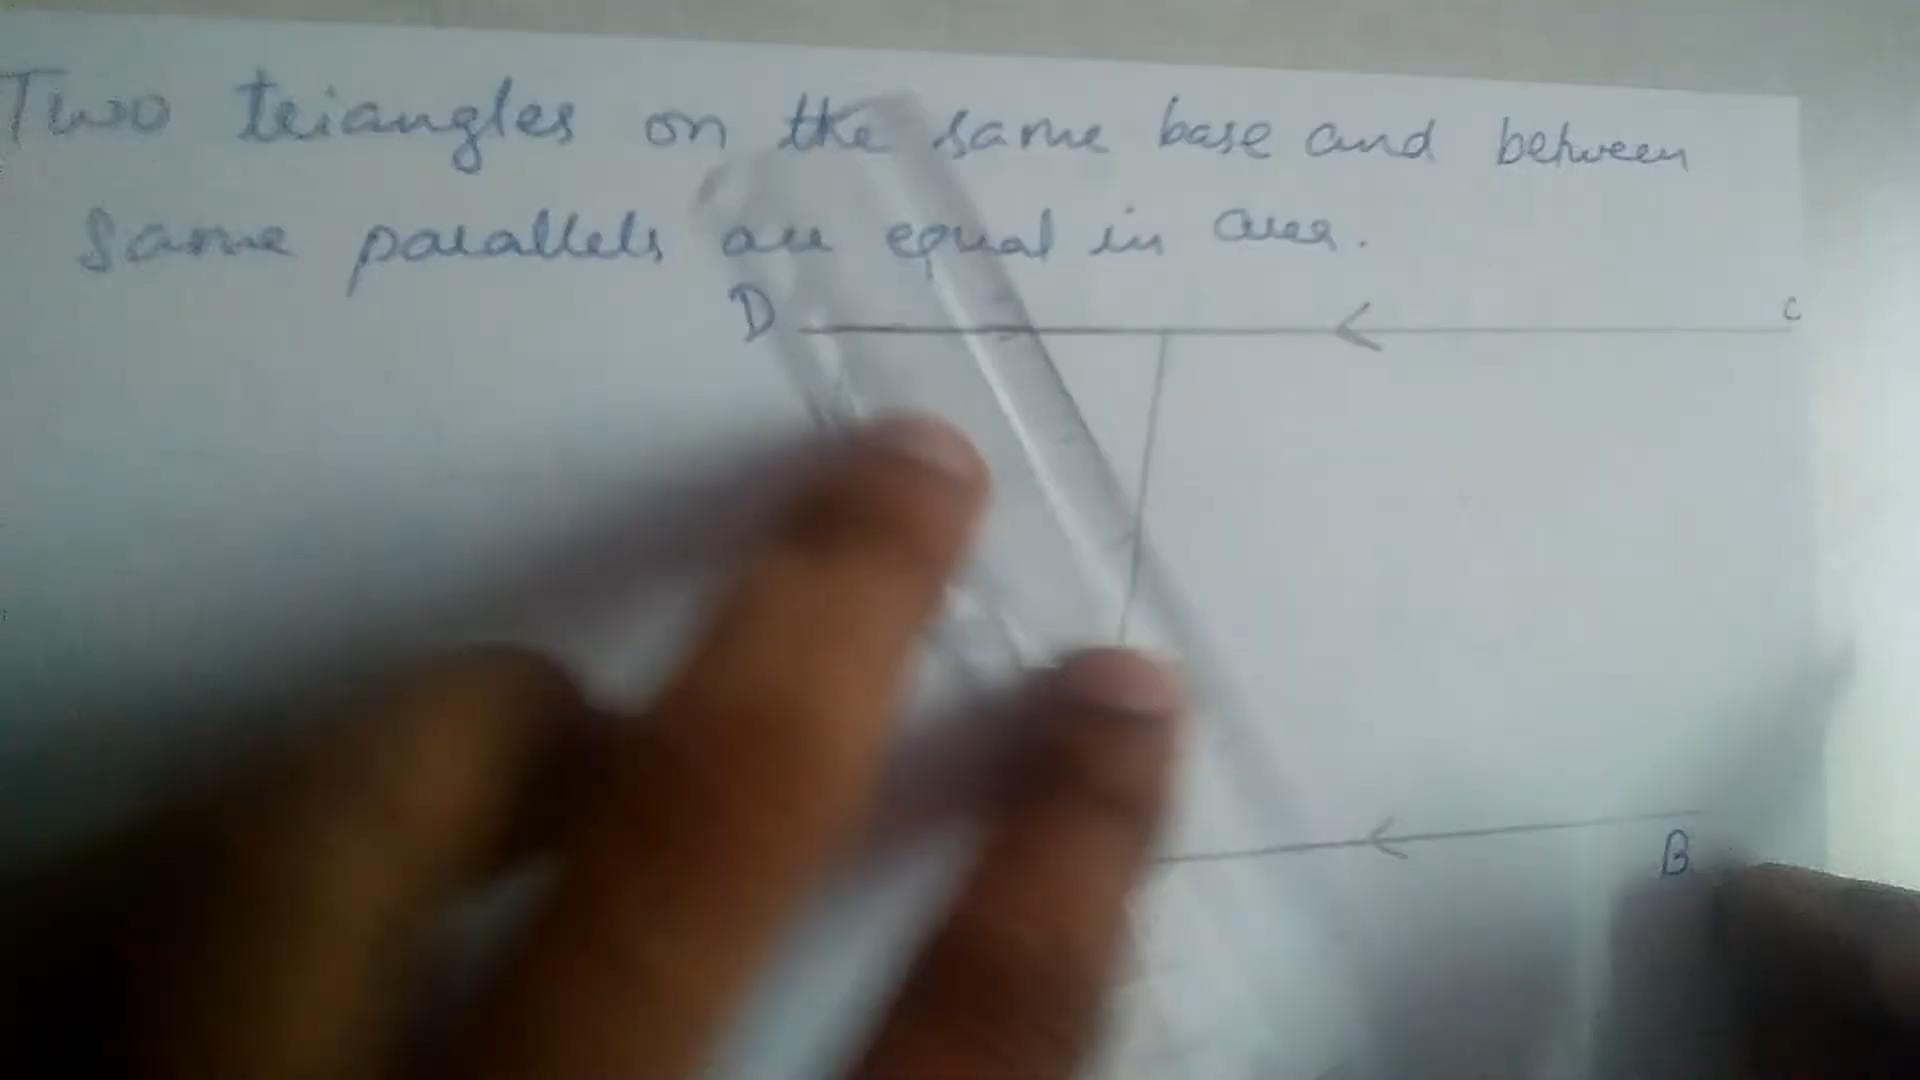 Two triangles on the same base and between
same parallels are equal in area.
D C
B